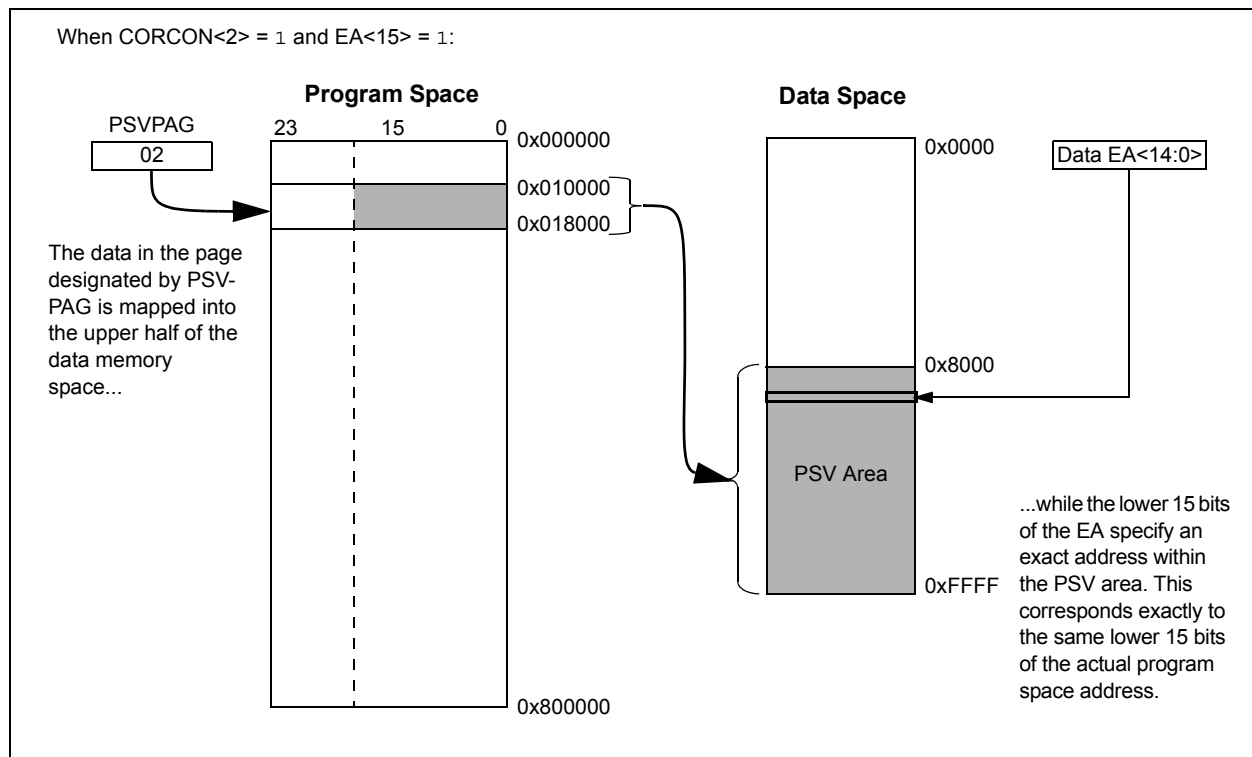 When CORCON<2> = 1 and EA<15> = 1:
Program Space
Data Space
PSVPAG
02
23 15 0
0x000000
0x010000
0x018000
0x800000
The data in the page
designated by PSV-
PAG is mapped into
the upper half of the
data memory
space...
0x0000
0x8000
0xFFFF
PSV Area
Data EA<14:0>
...while the lower 15 bits
of the EA specify an
exact address within
the PSV area. This
corresponds exactly to
the same lower 15 bits
of the actual program
space address.